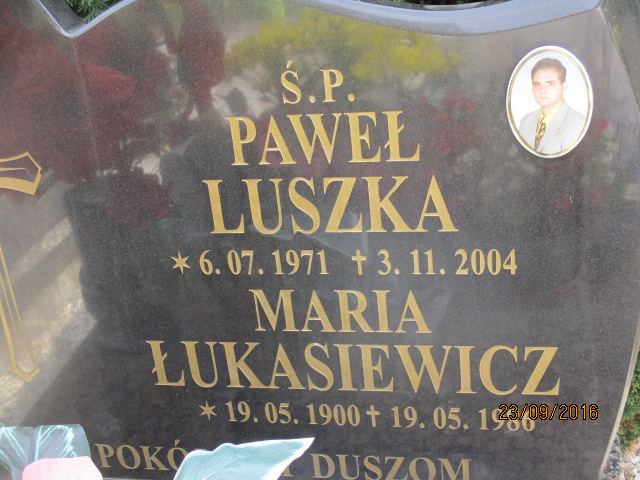 Ś.P.
PAWEŁ
LUSZKA
* 6. 07. 1971 † 3. 11. 2004
MARIA
ŁUKASIEWICZ
* 19. 05. 1900 † 19. 05. 1986
23/09/2016
DUSZOM